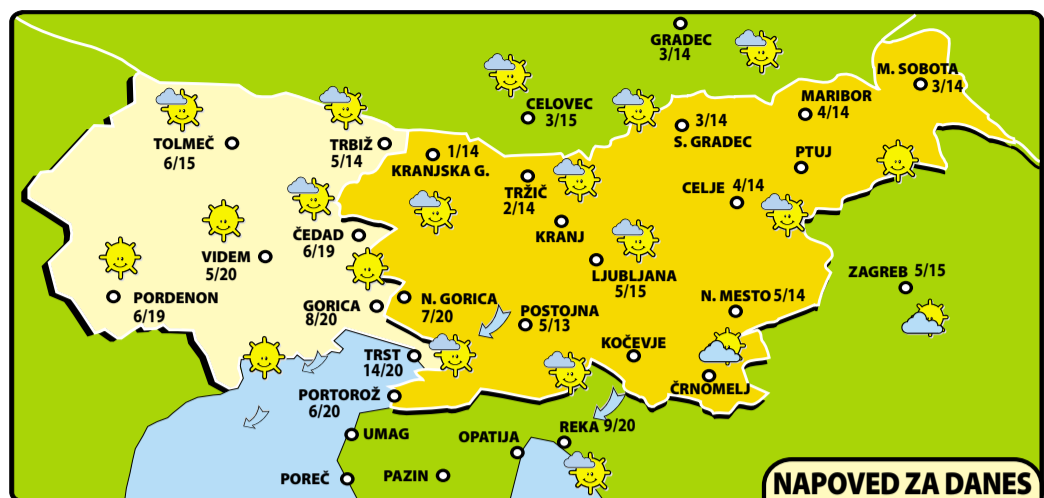 GRADEC
3/14
M. SOBOTA
3/14
MARIBOR
4/14
CELOVEC
3/15
3/14
S. GRADEC
TOLMEČ
6/15
TRBIŽ
5/14
1/14
KRANJSKA G.
PTUJ
TRŽIČ
2/14
CELJE 4/14
KRANJ
ČEDAD
6/19
VIDEM
5/20
LJUBLJANA
5/15
ZAGREB 5/15
PORDENON
6/19
GORICA
8/20
N. GORICA
7/20
N. MESTO 5/14
POSTOJNA
5/13
KOČEVJE
TRST
14/20
ČRNOMELJ
PORTOROŽ
6/20
UMAG
OPATIJA
REKA 9/20
POREČ
PAZIN
NAPOVED ZA DANES